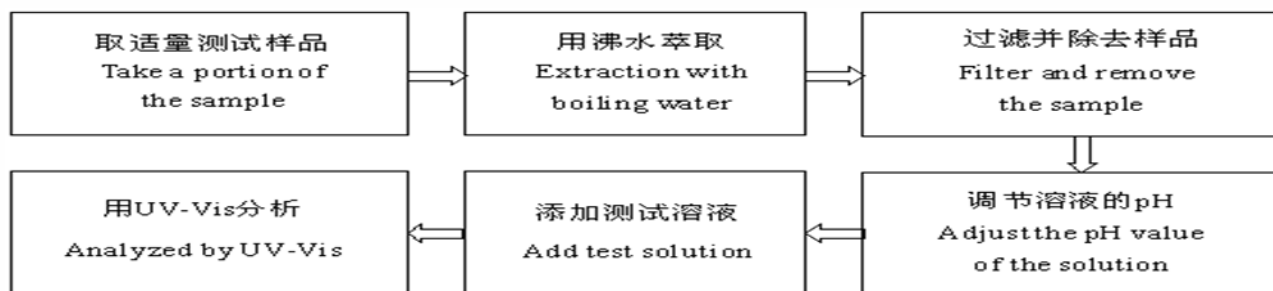 取适量测试样品
Take a portion of
the sample
用沸水萃取
Extraction with
boiling water
过滤并除去样品
Filter and remove
the sample
调节溶液的pH
Adjust the pH value
of the solution
添加测试溶液
Add test solution
用UV-Vis分析
Analyzed by UV-Vis